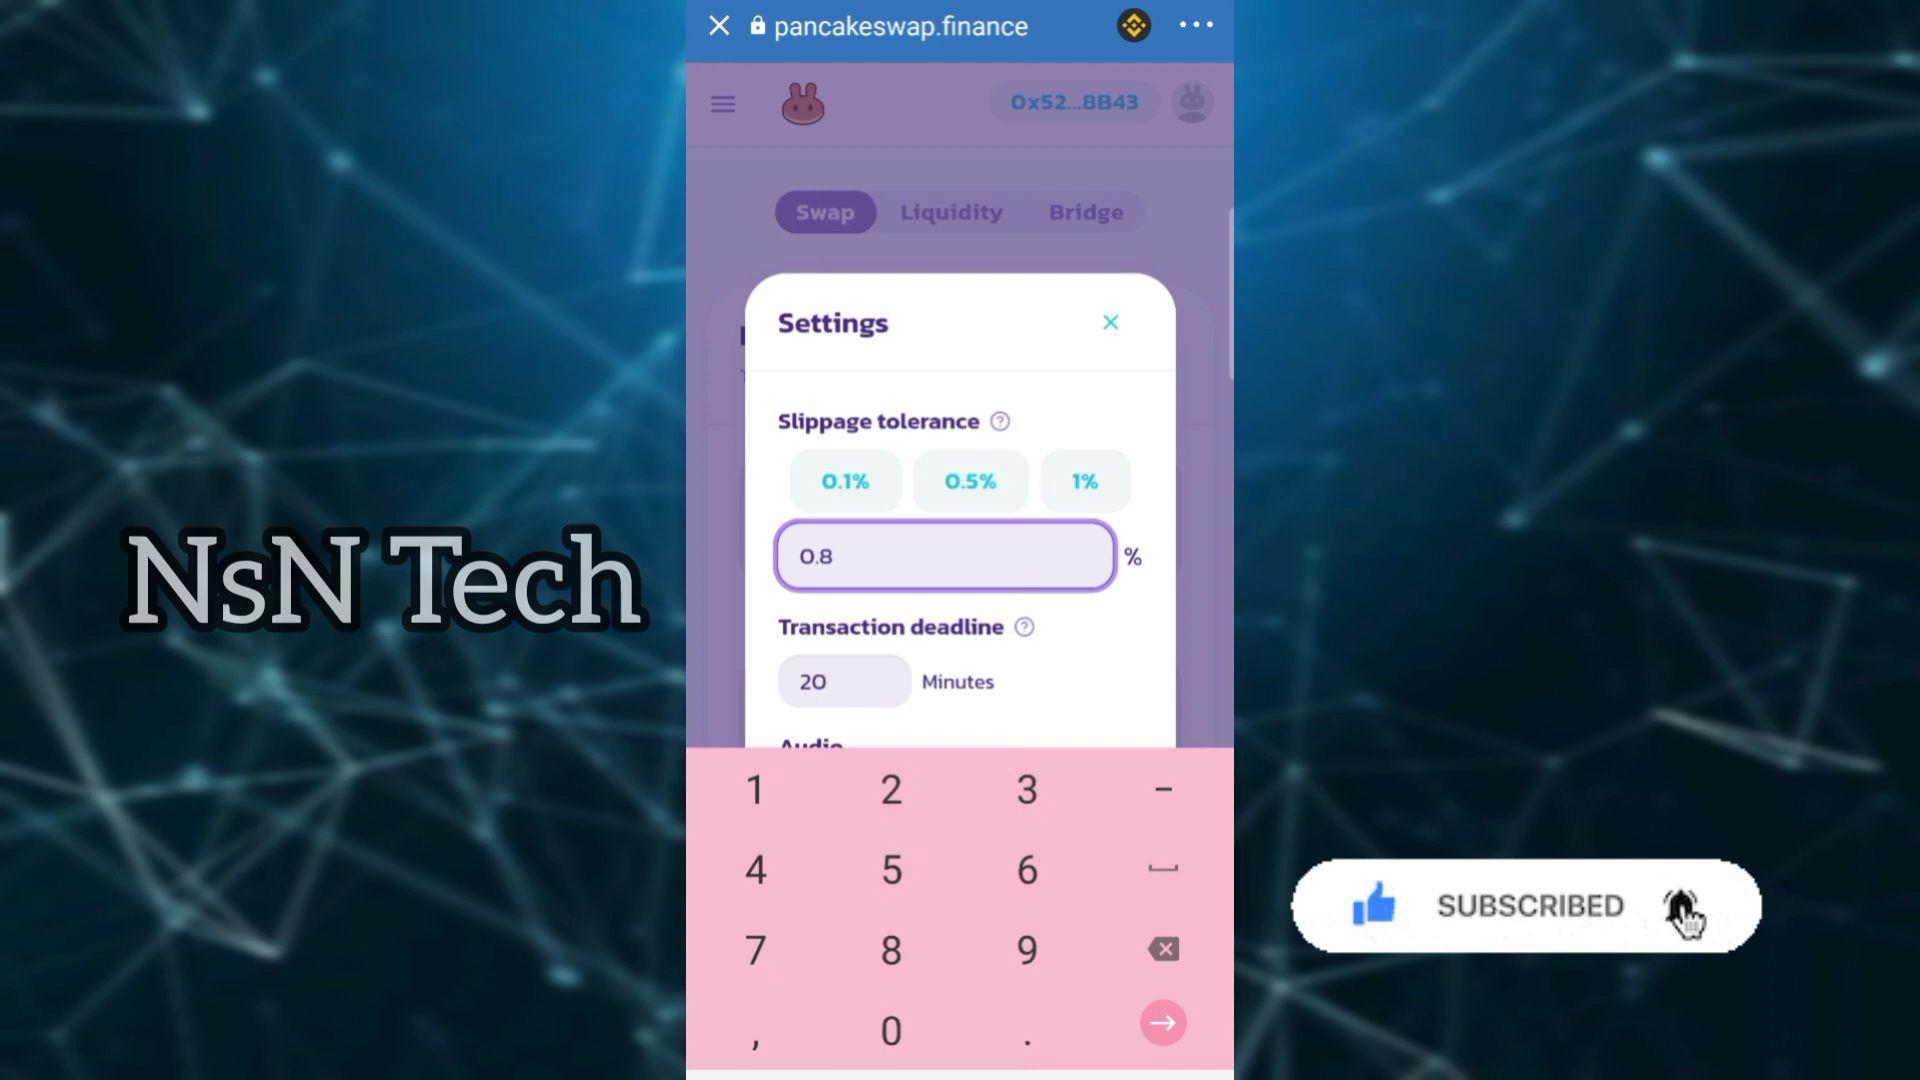 pancakeswap.finance
0x52...8B43
Swap Liquidity Bridge
Settings
Slippage tolerance
0.1% 0.5% 1%
0.8 %
Transaction deadline
20 Minutes
Audio
1 2 3 -
4 5 6
7 8 9
, 0 .
NsN Tech
SUBSCRIBED